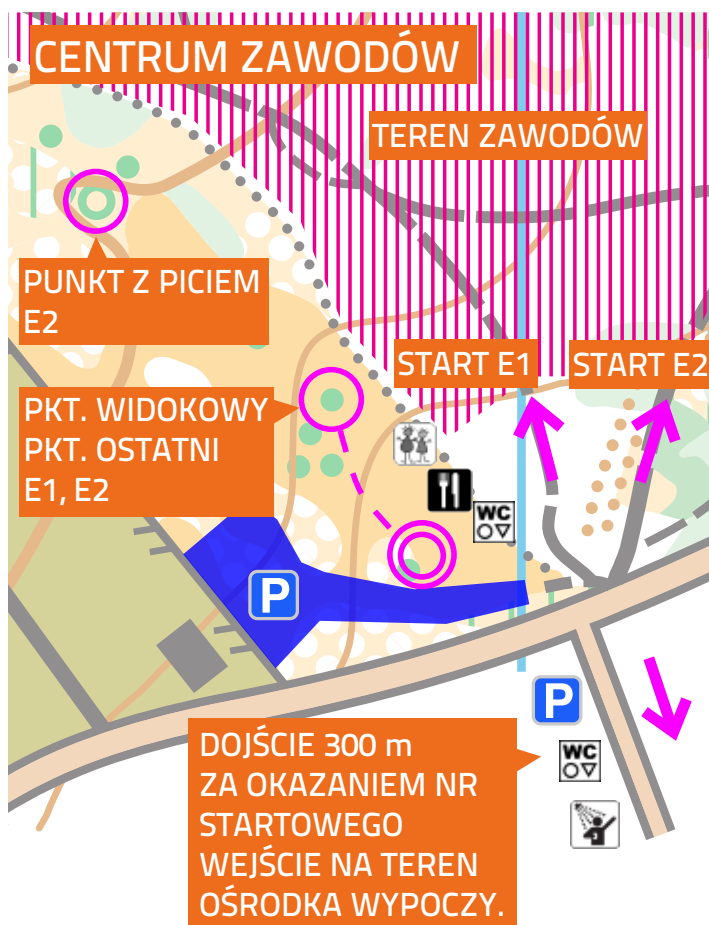 CENTRUM ZAWODÓW
TEREN ZAWODÓW
PUNKT Z PICIEM
E2
START E1
START E2
PKT. WIDOKOWY
PKT. OSTATNI
E1, E2
WC
P
P
WC
DOJŚCIE 300 m
ZA OKAZANIEM NR
STARTOWEGO
WEJŚCIE NA TEREN
OŚRODKA WYPOCZY.